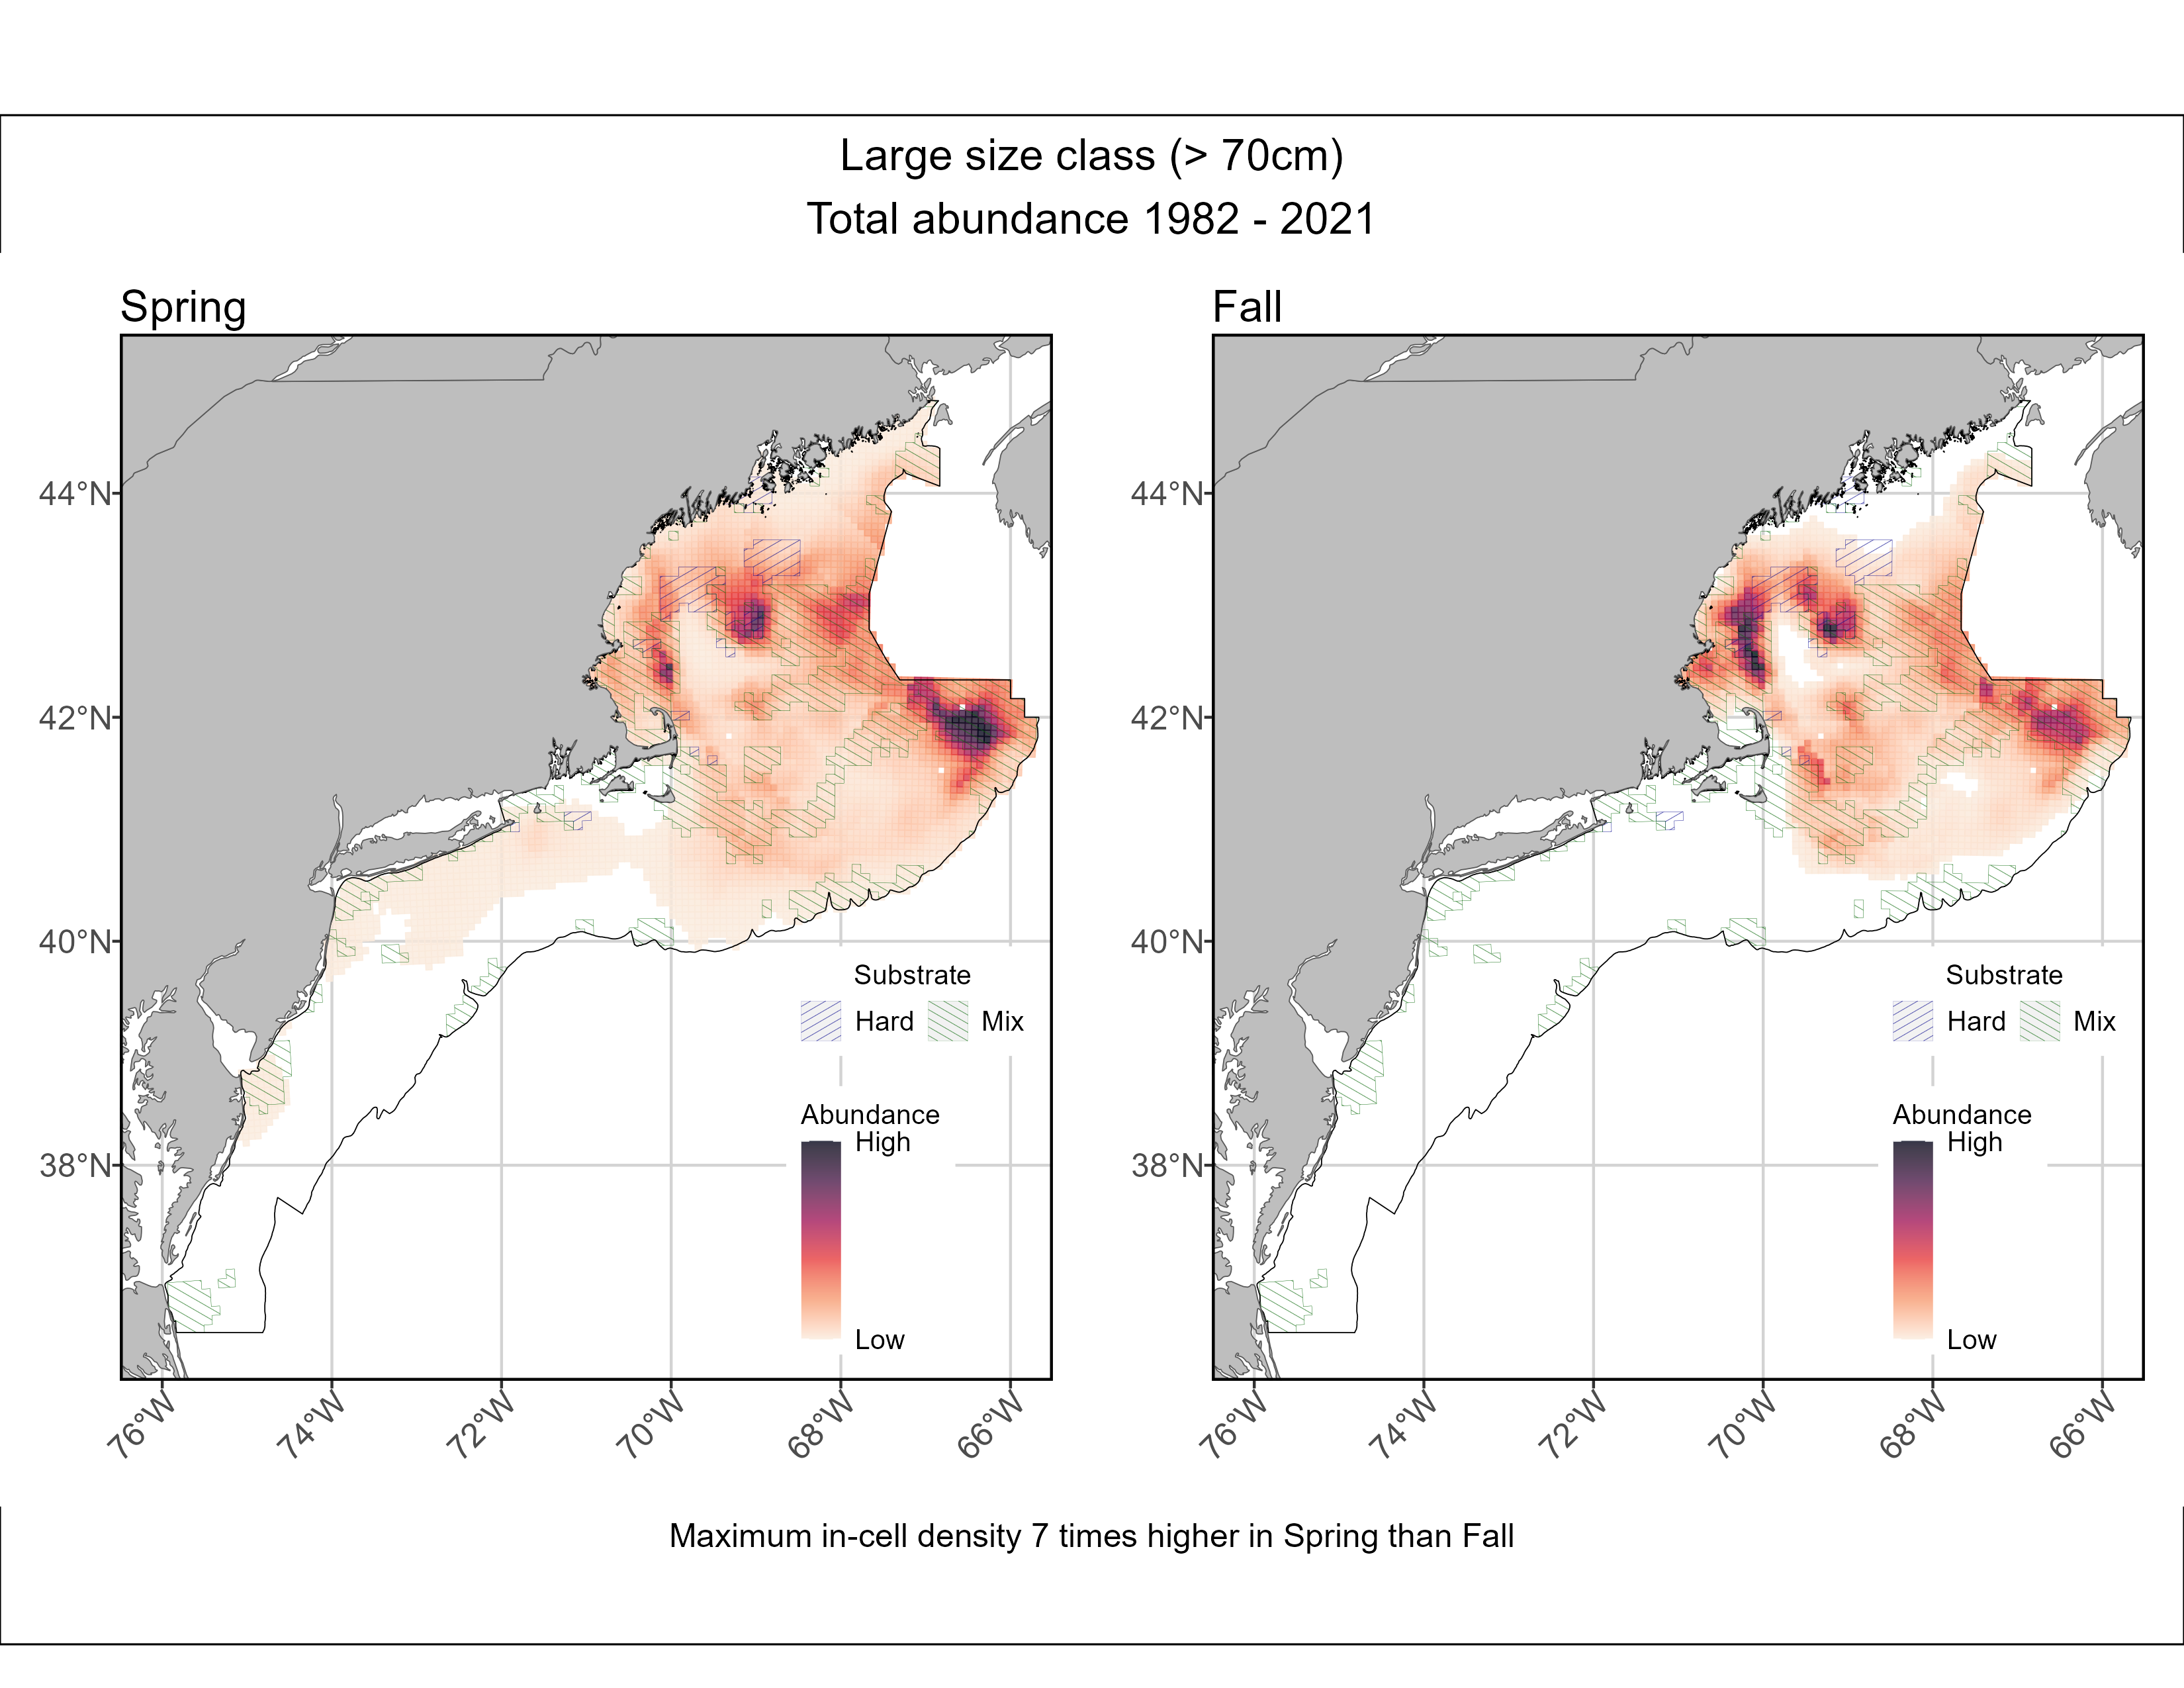 Large size class (> 70cm)
Total abundance 1982 - 2021
Spring
44°N
42°N
40°N
38°N
76°W
74°W
72°W
70°W
68°W
66°W
Substrate
Hard
Mix
Abundance
High
Low
Fall
44°N
42°N
40°N
38°N
76°W
74°W
72°W
70°W
68°W
66°W
Substrate
Hard
Mix
Abundance
High
Low
Maximum in-cell density 7 times higher in Spring than Fall